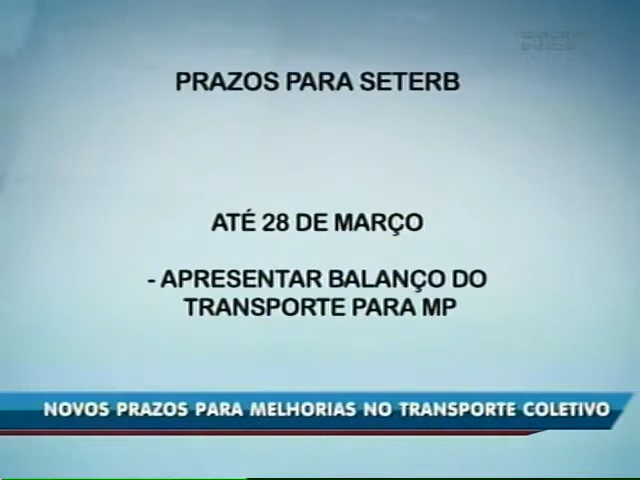 PRAZOS PARA SETERB
ATÉ 28 DE MARÇO
- APRESENTAR BALANÇO DO
TRANSPORTE PARA MP
NOVOS PRAZOS PARA MELHORIAS NO TRANSPORTE COLETIVO